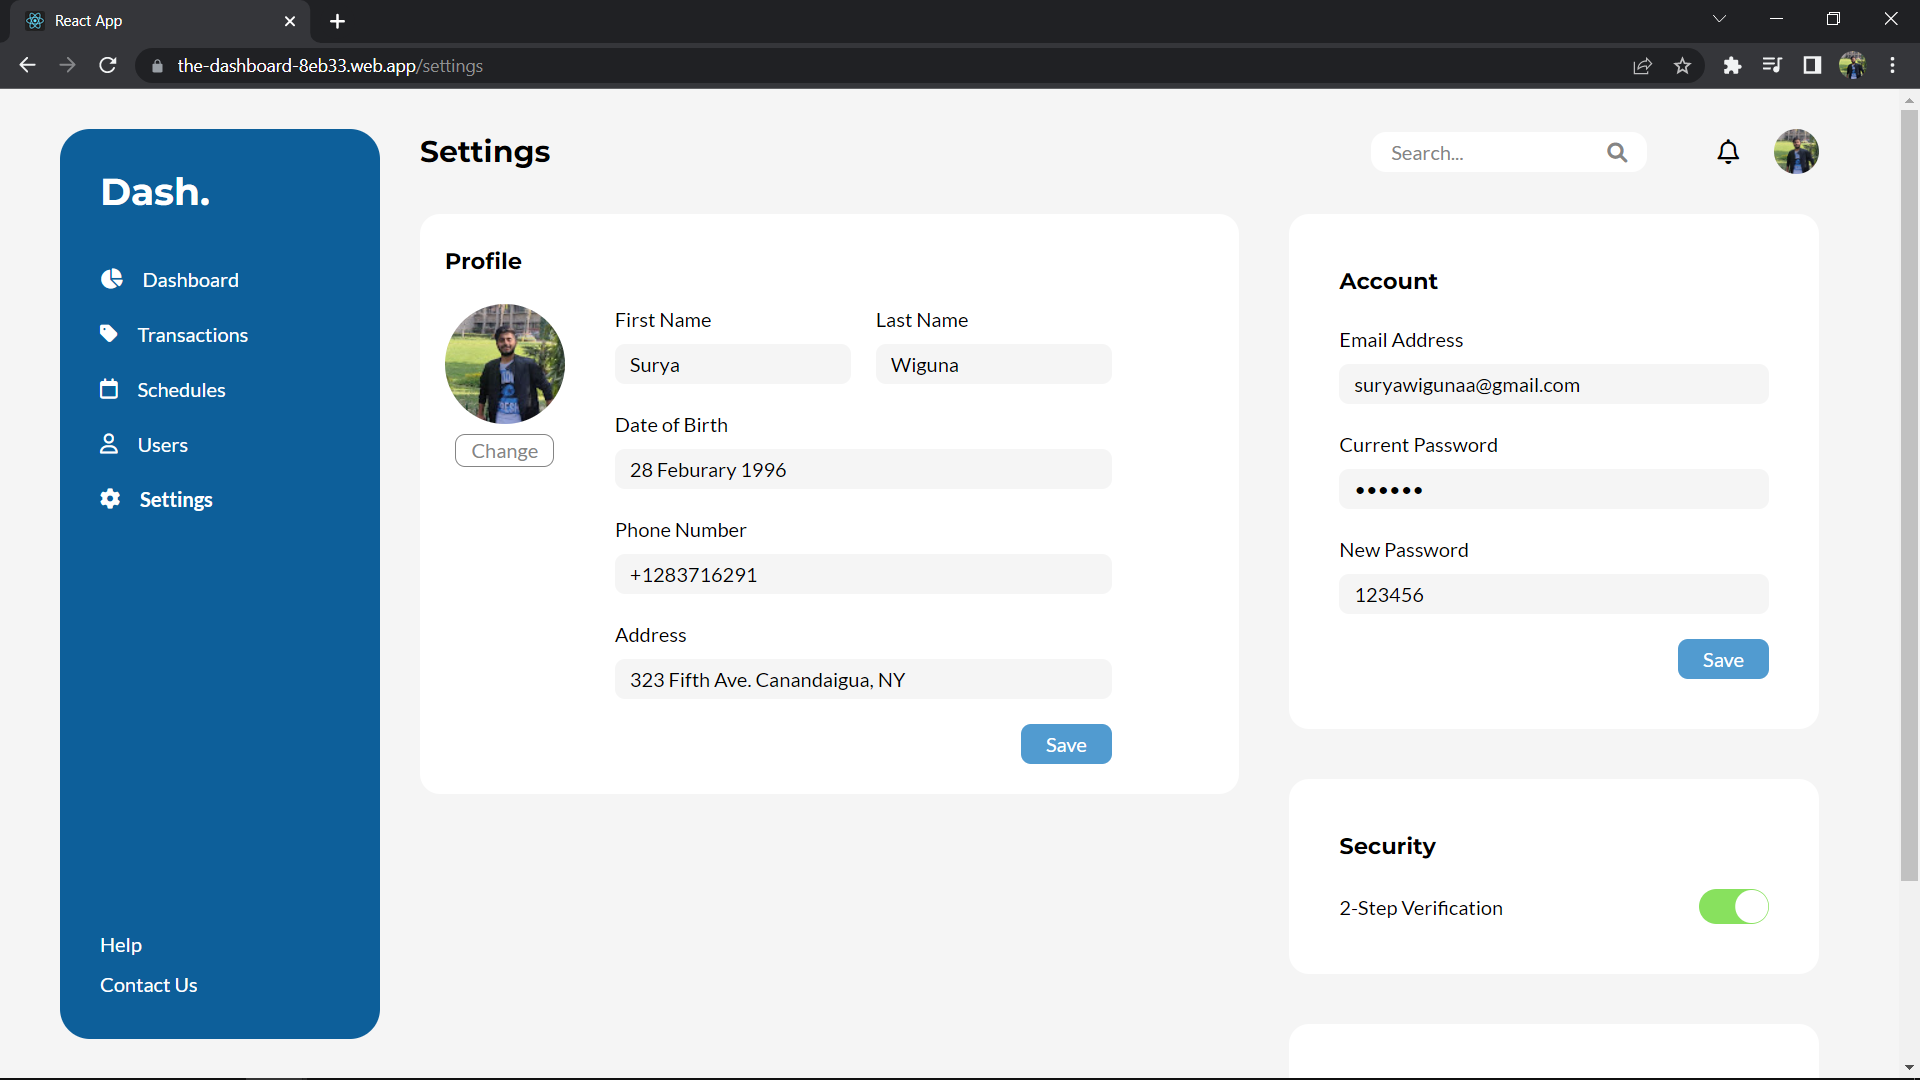 React App
the-dashboard-8eb33.web.app/settings
Dash.
Dashboard
Transactions
Schedules
Users
Settings
Help
Contact Us
Settings
Search...
Profile
Change
First Name
Last Name
Surya
Wiguna
Date of Birth
28 Feburary 1996
Phone Number
+1283716291
Address
323 Fifth Ave. Canandaigua, NY
Save
Account
Email Address
suryawigunaa@gmail.com
Current Password
••••••
New Password
123456
Save
Security
2-Step Verification